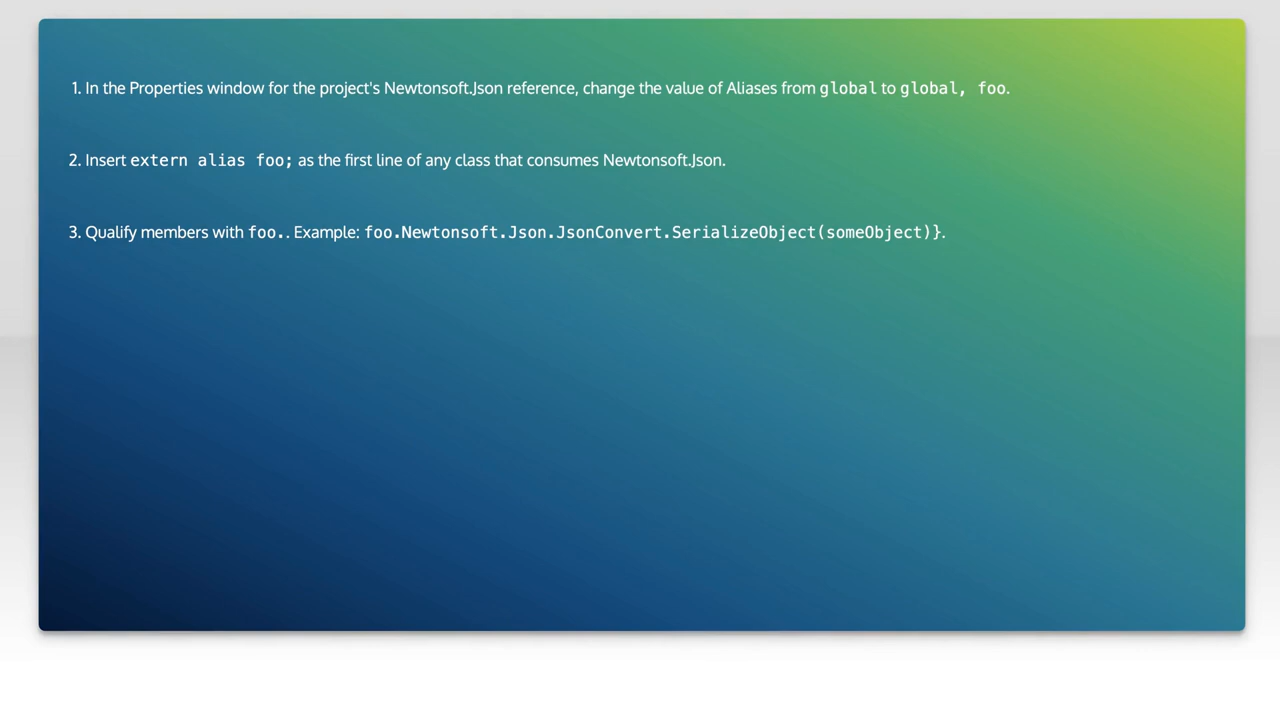 1. In the Properties window for the project's Newtonsoft.Json reference, change the value of Aliases from global to global, foo.
2. Insert extern alias foo; as the first line of any class that consumes Newtonsoft.Json.
3. Qualify members with foo.. Example: foo.Newtonsoft.Json.JsonConvert.SerializeObject(someObject)}.